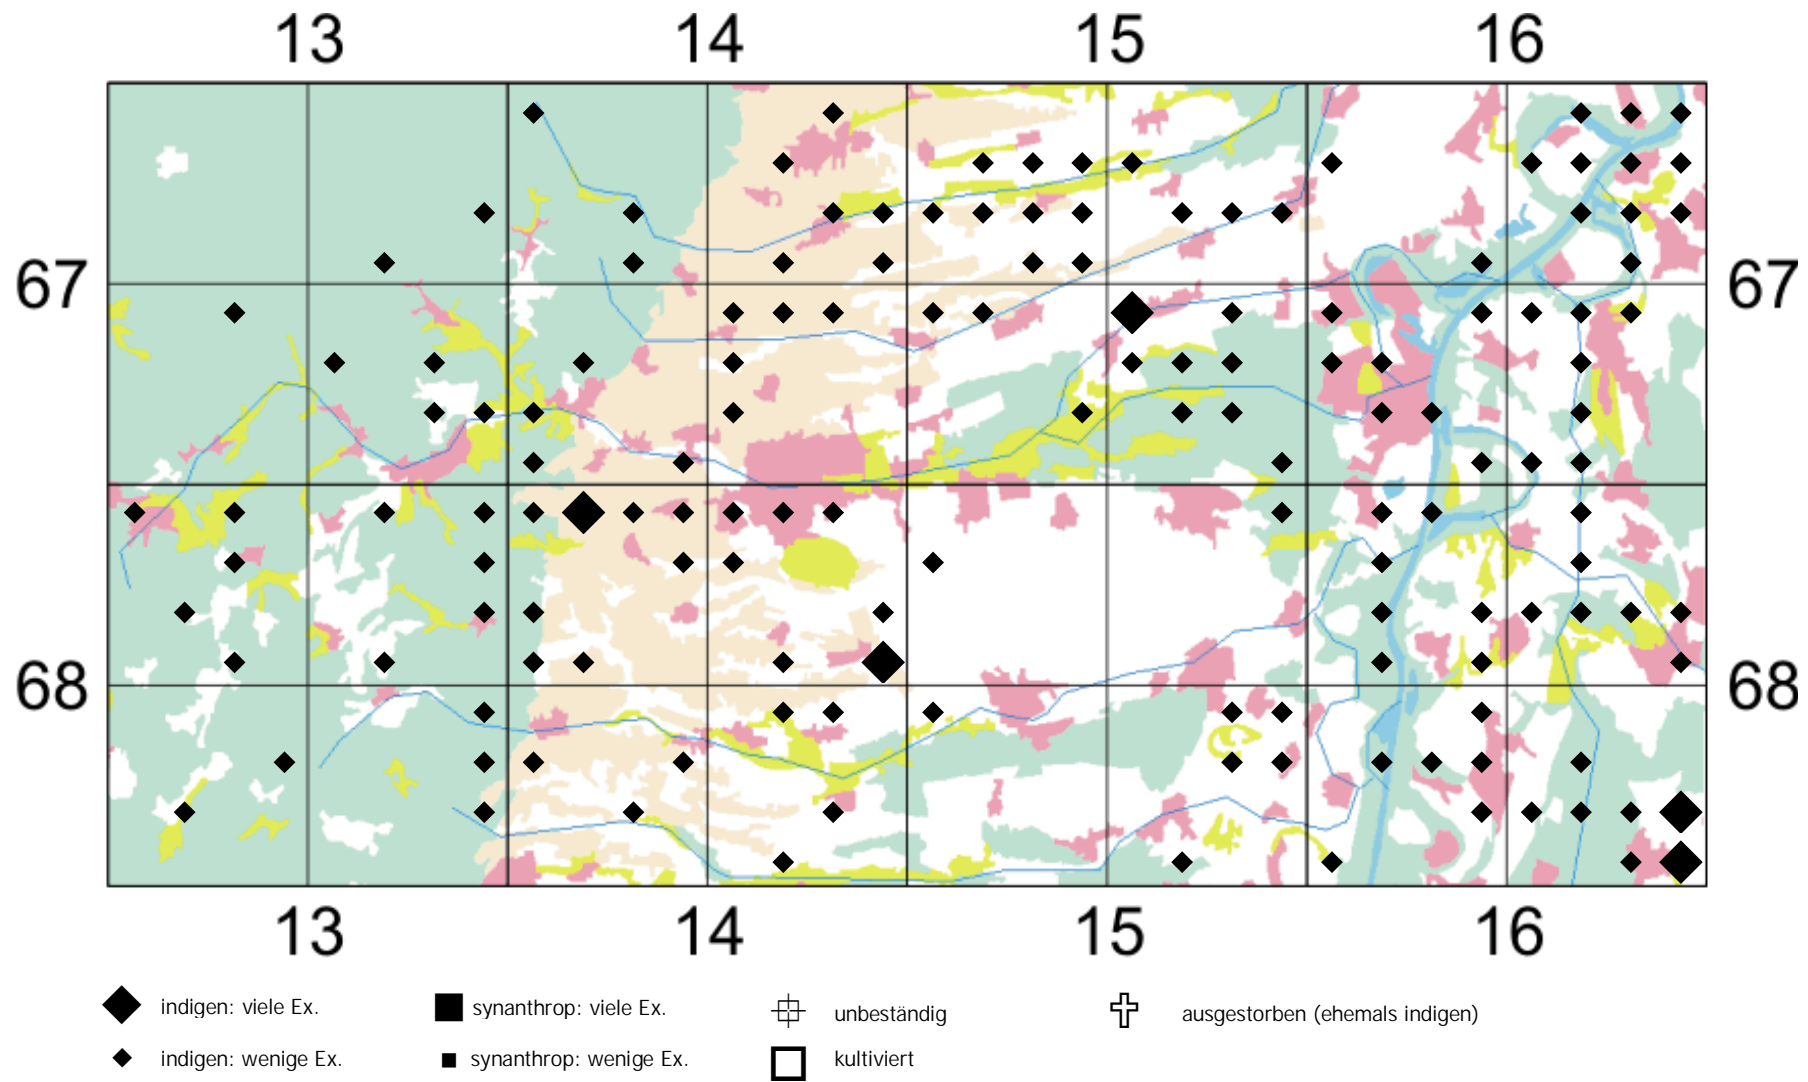 13 14 15 16
67 67
68 68
13 14 15 16
indigen: viele Ex. synanthrop: viele Ex. unbeständig ausgestorben (ehemals indigen)
indigen: wenige Ex. synanthrop: wenige Ex. kultiviert